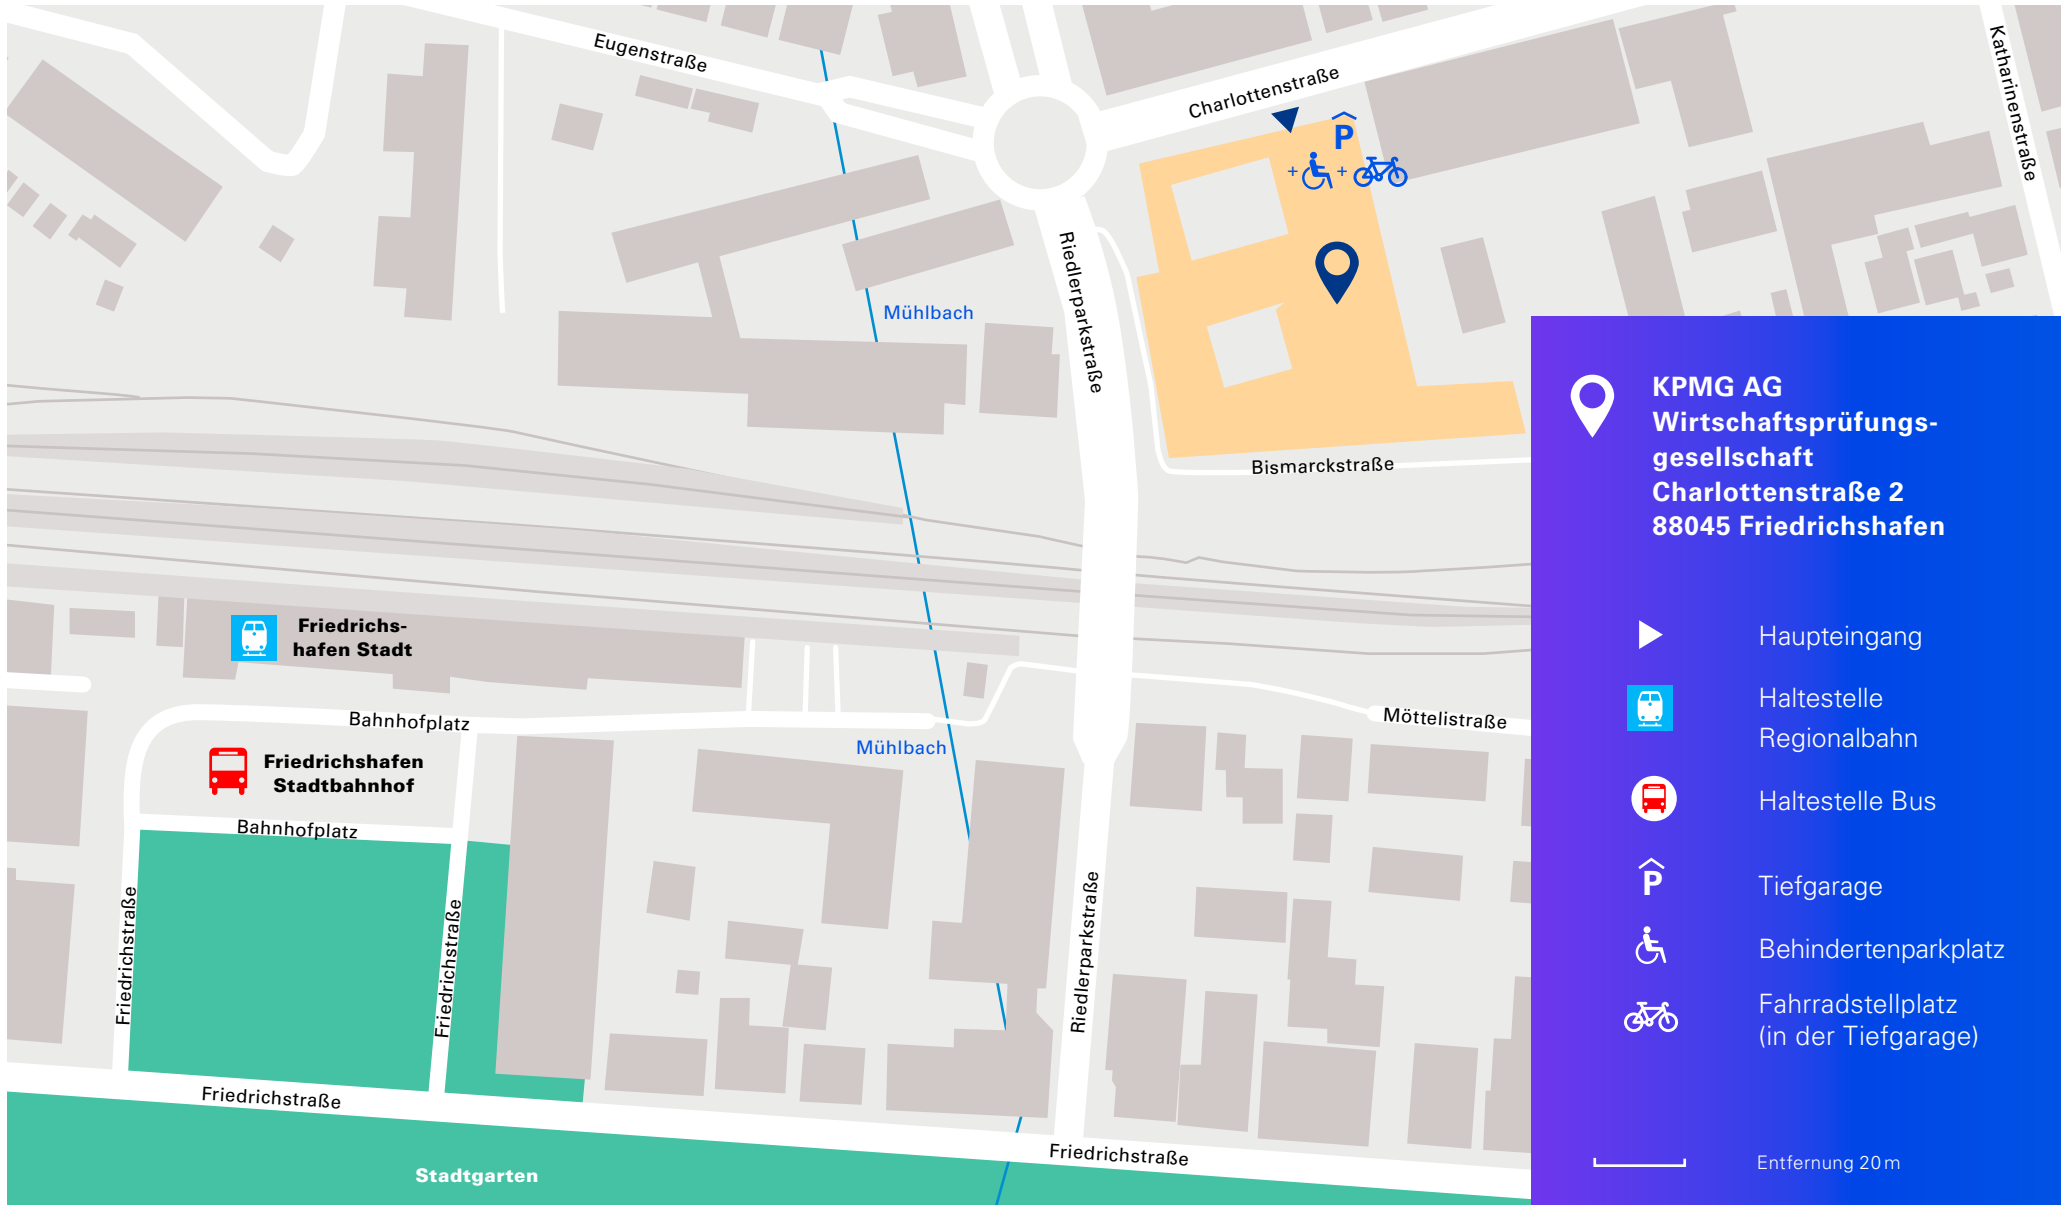 Eugenstraße
Charlottenstraße
Katharinenstraße
P
+
+
Riedlerparkstraße
Mühlbach
Bismarckstraße
Friedrichs-
hafen Stadt
Bahnhofplatz
Möttelistraße
Mühlbach
Friedrichshafen
Stadtbahnhof
Bahnhofplatz
Friedrichstraße
Friedrichstraße
Riedlerparkstraße
Friedrichstraße
Friedrichstraße
Stadtgarten
KPMG AG
Wirtschaftsprüfungs-
gesellschaft
Charlottenstraße 2
88045 Friedrichshafen
Haupteingang
Haltestelle
Regionalbahn
Haltestelle Bus
P
Tiefgarage
Behindertenparkplatz
Fahrradstellplatz
(in der Tiefgarage)
Entfernung 20 m